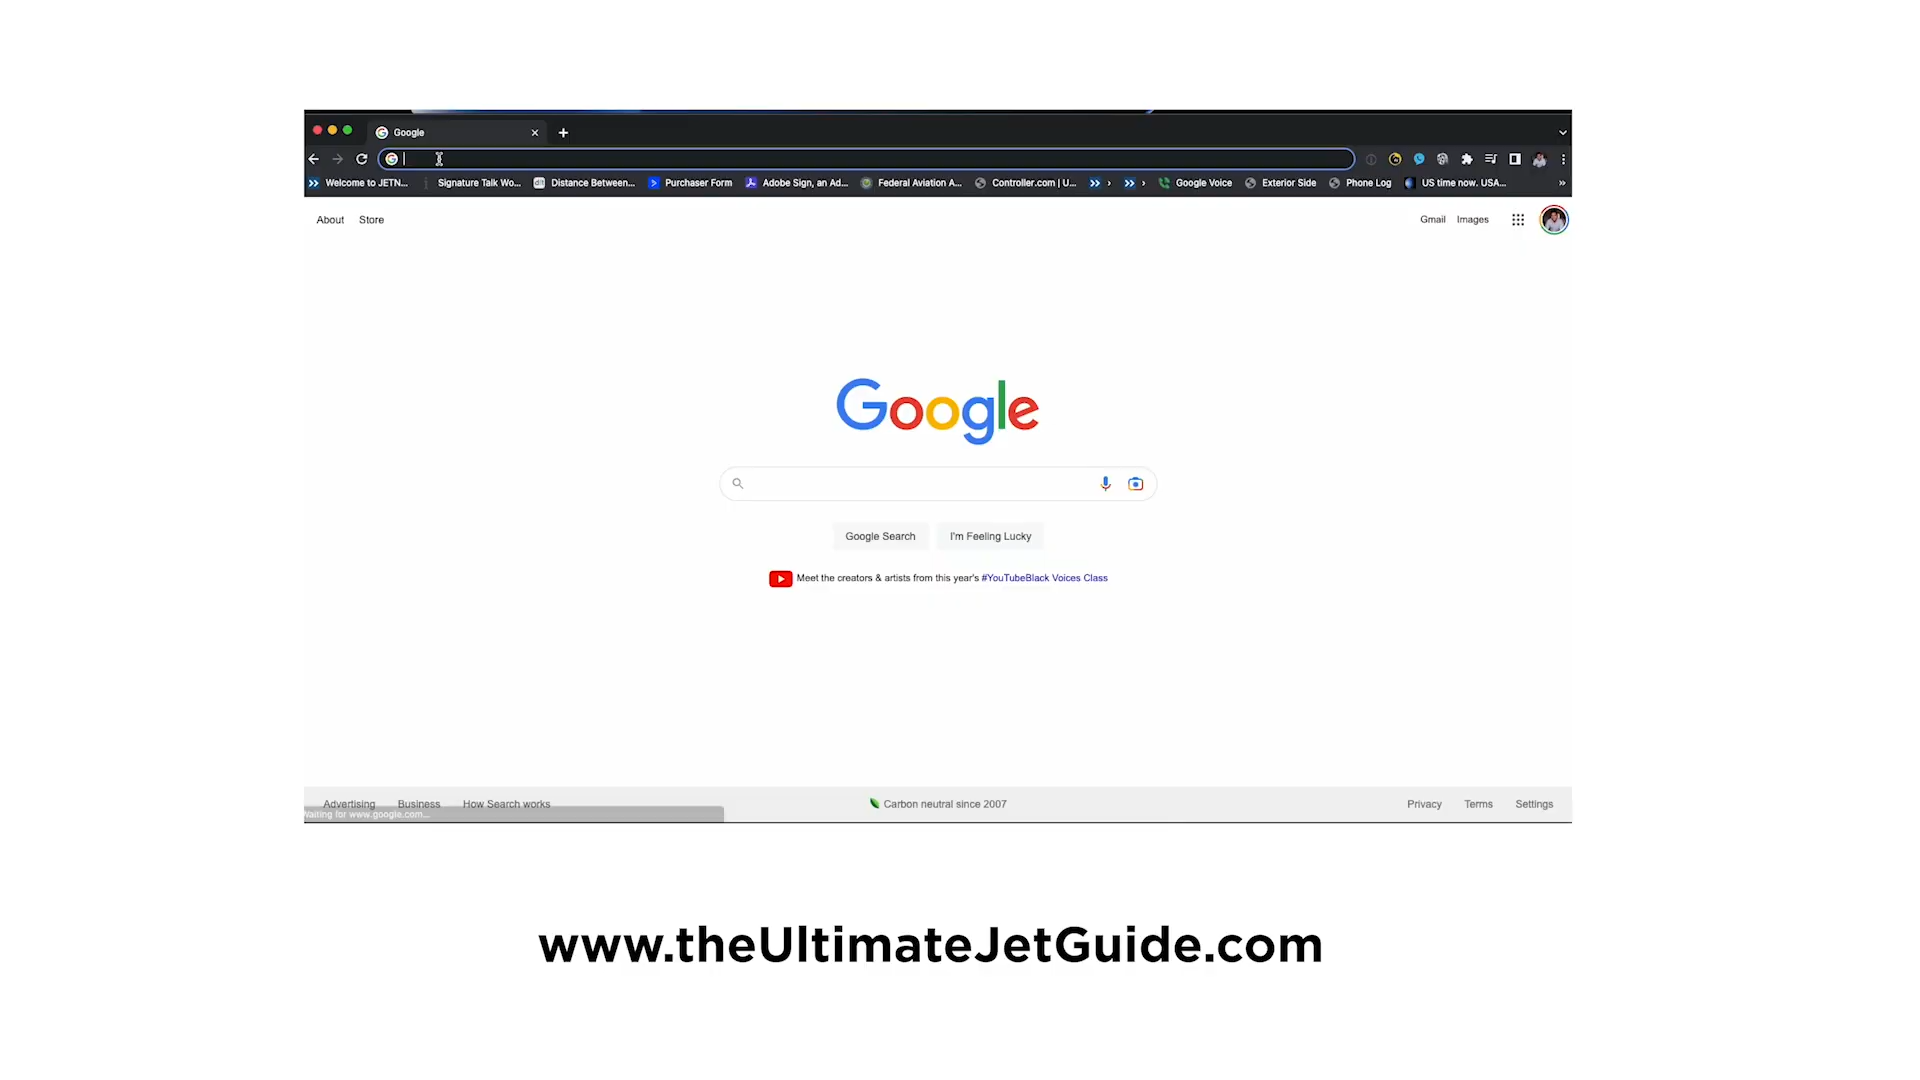 Google
Welcome to JETN... Signature Talk Wo... Distance Between... Purchaser Form Adobe Sign, an Ad... Federal Aviation A... Controller.com | U... Google Voice Exterior Side Phone Log US time now. USA...
About Store Gmail Images
Google
Google Search I'm Feeling Lucky
Meet the creators & artists from this year's #YouTubeBlack Voices Class
Advertising Business How Search works Carbon neutral since 2007 Privacy Terms Settings
Waiting for www.google.com...
www.theUltimateJetGuide.com